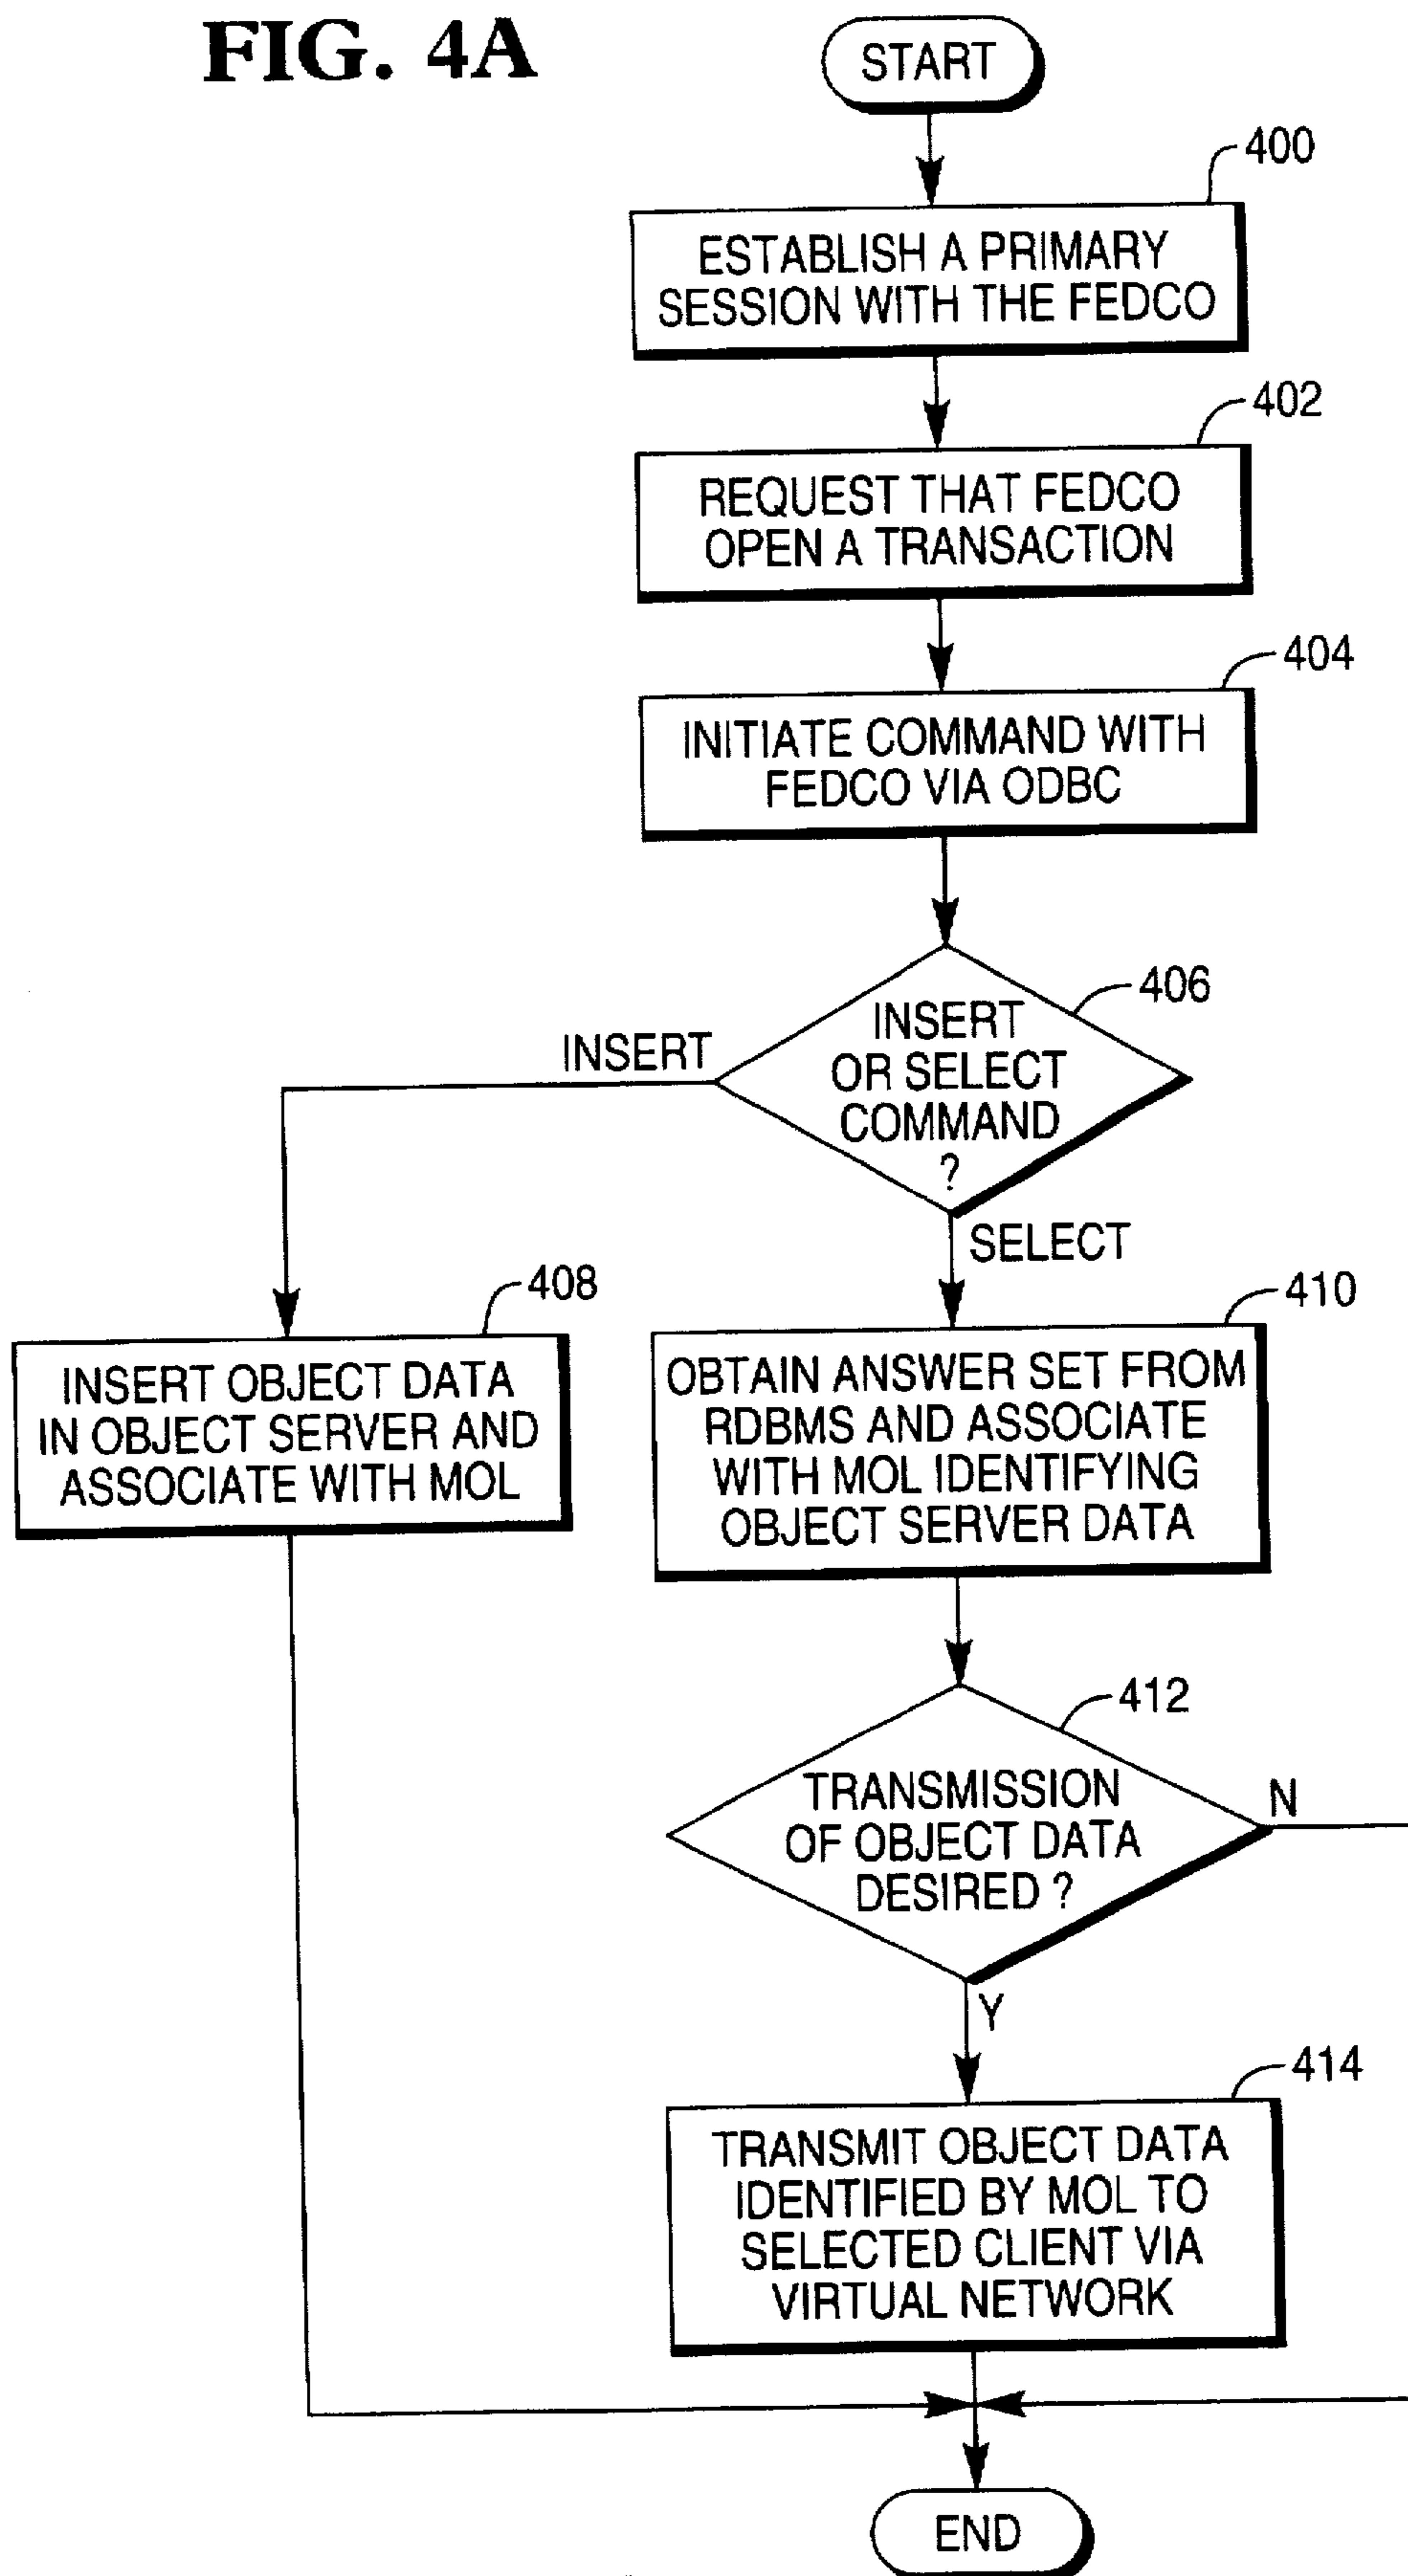 FIG. 4A
START
400
ESTABLISH A PRIMARY
SESSION WITH THE FEDCO
402
REQUEST THAT FEDCO
OPEN A TRANSACTION
404
INITIATE COMMAND WITH
FEDCO VIA ODBC
406
INSERT
OR SELECT
COMMAND
?
INSERT
SELECT
408
INSERT OBJECT DATA
IN OBJECT SERVER AND
ASSOCIATE WITH MOL
410
OBTAIN ANSWER SET FROM
RDBMS AND ASSOCIATE
WITH MOL IDENTIFYING
OBJECT SERVER DATA
412
TRANSMISSION
OF OBJECT DATA
DESIRED ?
N
Y
414
TRANSMIT OBJECT DATA
IDENTIFIED BY MOL TO
SELECTED CLIENT VIA
VIRTUAL NETWORK
END